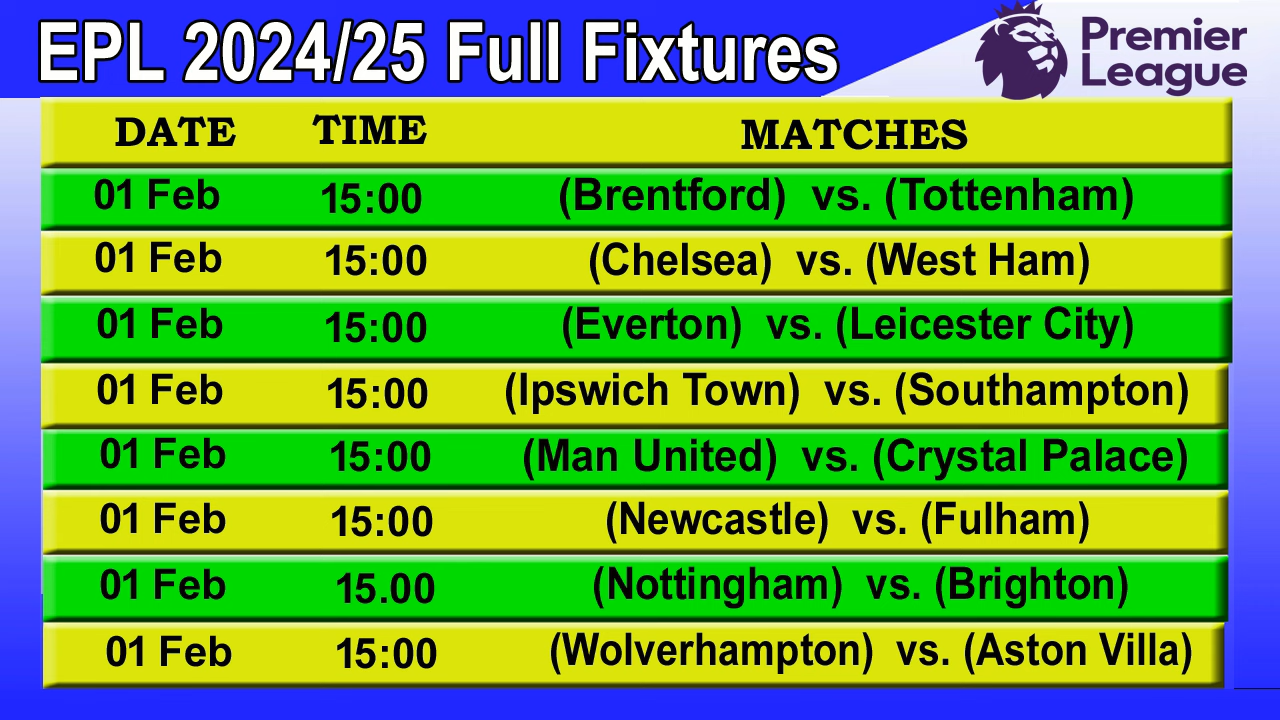 EPL 2024/25 Full Fixtures
Premier
League
DATE TIME MATCHES
01 Feb 15:00 (Brentford) vs. (Tottenham)
01 Feb 15:00 (Chelsea) vs. (West Ham)
01 Feb 15:00 (Everton) vs. (Leicester City)
01 Feb 15:00 (Ipswich Town) vs. (Southampton)
01 Feb 15:00 (Man United) vs. (Crystal Palace)
01 Feb 15:00 (Newcastle) vs. (Fulham)
01 Feb 15.00 (Nottingham) vs. (Brighton)
01 Feb 15:00 (Wolverhampton) vs. (Aston Villa)